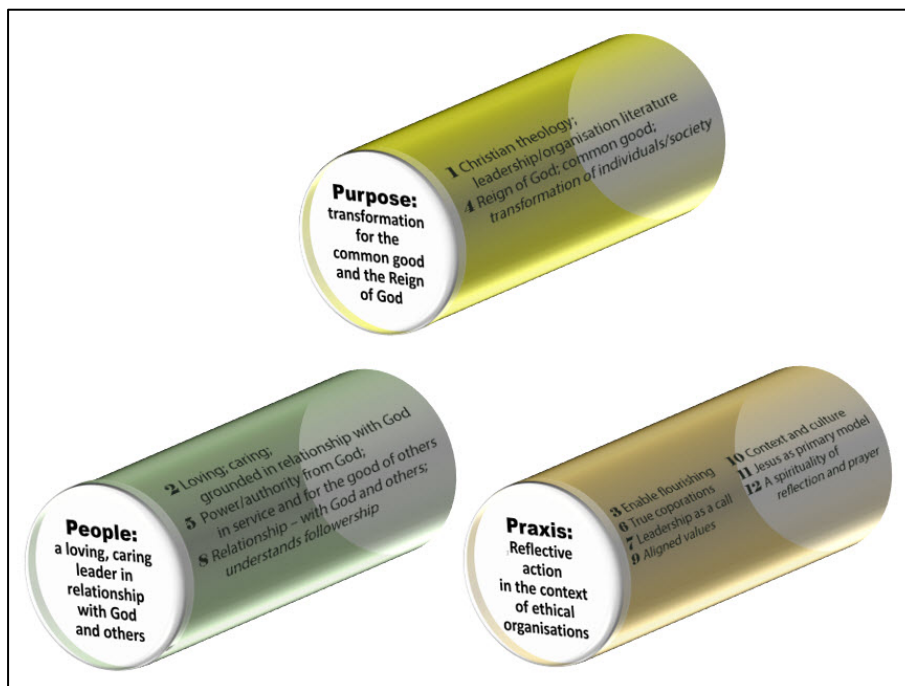 Purpose:
transformation
for the
common good
and the Reign
of God
1 Christian theology;
leadership/organisation literature
4 Reign of God; common good;
transformation of individuals/society
People:
a loving, caring
leader in
relationship
with God
and others
2 Loving; caring;
grounded in relationship with God
5 Power/authority from God;
in service and for the good of others
8 Relationship – with God and others;
understands followership
Praxis:
Reflective
action
in the context
of ethical
organisations
3 Enable flourishing
6 True coporations
7 Leadership as a call
9 Aligned values
10 Context and culture
11 Jesus as primary model
12 A spirituality of
reflection and prayer